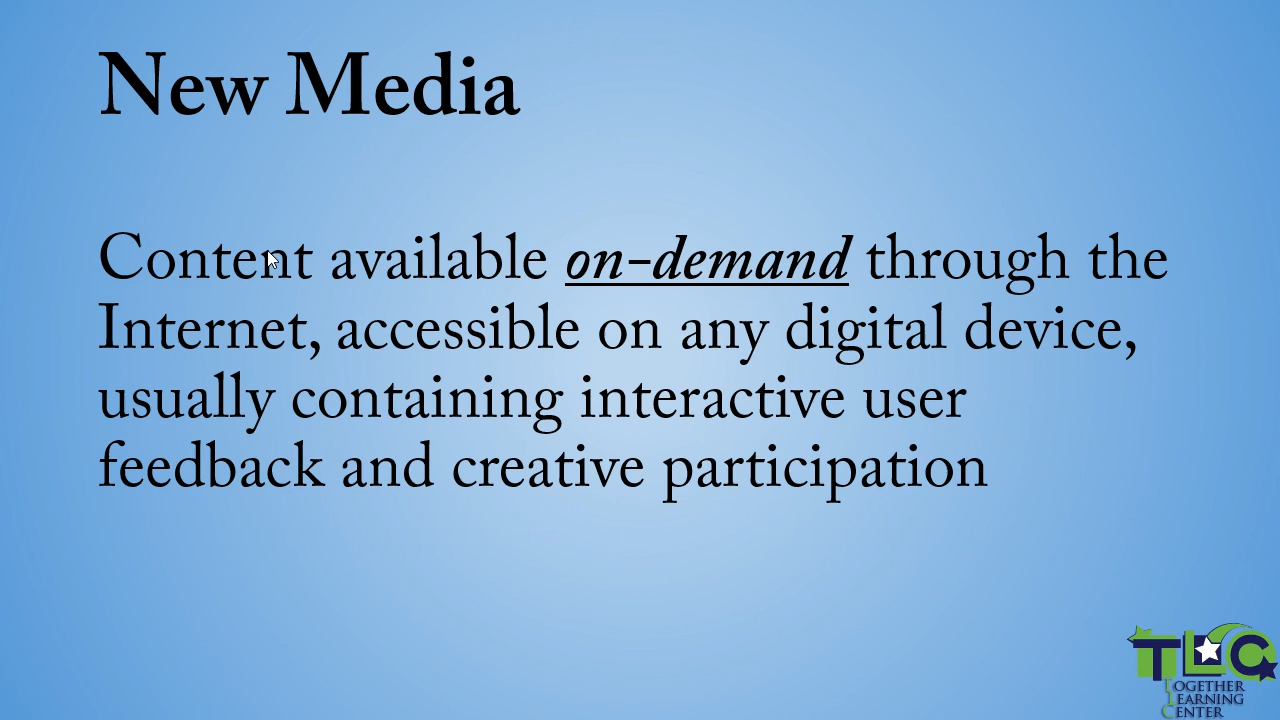 New Media
Content available on-demand through the
Internet, accessible on any digital device,
usually containing interactive user
feedback and creative participation
TLC
TOGETHER
LEARNING
CENTER